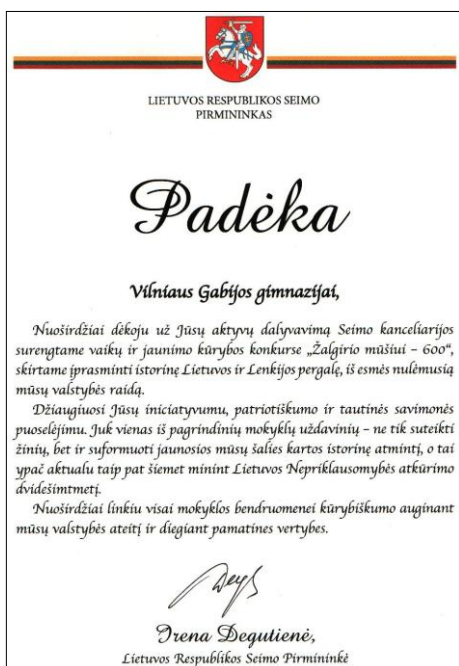 LIETUVOS RESPUBLIKOS SEIMO
PIRMININKAS
Padėka
Vilniaus Gabijos gimnazijai,
Nuoširdžiai dėkoju už Jūsų aktyvų dalyvavimą Seimo kanceliarijos
surengtame vaikų ir jaunimo kūrybos konkurse „Žalgirio mūšiui – 600“,
skirtame įprasminti istorinę Lietuvos ir Lenkijos pergalę, iš esmės nulėmusią
mūsų valstybės raidą.
Džiaugiuosi Jūsų iniciatyvumu, patriotiškumo ir tautinės savimonės
puoselėjimu. Juk vienas iš pagrindinių mokyklų uždavinių – ne tik suteikti
žinių, bet ir suformuoti jaunosios mūsų šalies kartos istorinę atmintį, o tai
ypač aktualu taip pat šiemet minint Lietuvos Nepriklausomybės atkūrimo
dvidešimtmetį.
Nuoširdžiai linkiu visai mokyklos bendruomenei kūrybiškumo auginant
mūsų valstybės ateitį ir diegiant pamatines vertybes.
Irena Degutienė,
Lietuvos Respublikos Seimo Pirmininkė